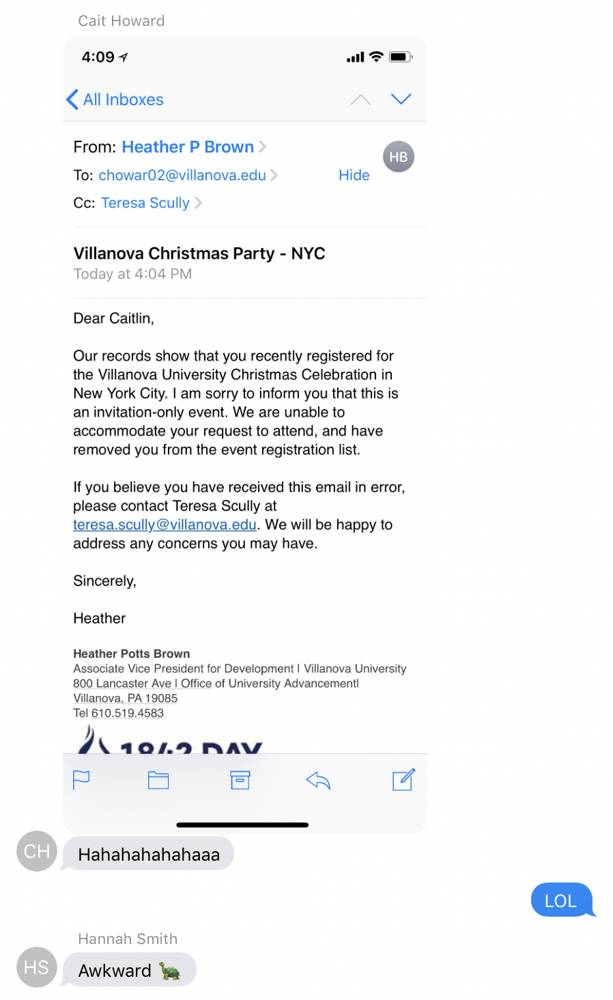 Cait Howard
4:09
All Inboxes
From: Heather P Brown
HB
To: chowar02@villanova.edu
Hide
Cc: Teresa Scully
Villanova Christmas Party - NYC
Today at 4:04 PM
Dear Caitlin,
Our records show that you recently registered for
the Villanova University Christmas Celebration in
New York City. I am sorry to inform you that this is
an invitation-only event. We are unable to
accommodate your request to attend, and have
removed you from the event registration list.
If you believe you have received this email in error,
please contact Teresa Scully at
teresa.scully@villanova.edu. We will be happy to
address any concerns you may have.
Sincerely,
Heather
Heather Potts Brown
Associate Vice President for Development | Villanova University
800 Lancaster Ave | Office of University Advancement|
Villanova, PA 19085
Tel 610.519.4583
1842 DAY
CH
Hahahahahahaaa
LOL
Hannah Smith
HS
Awkward 🐢